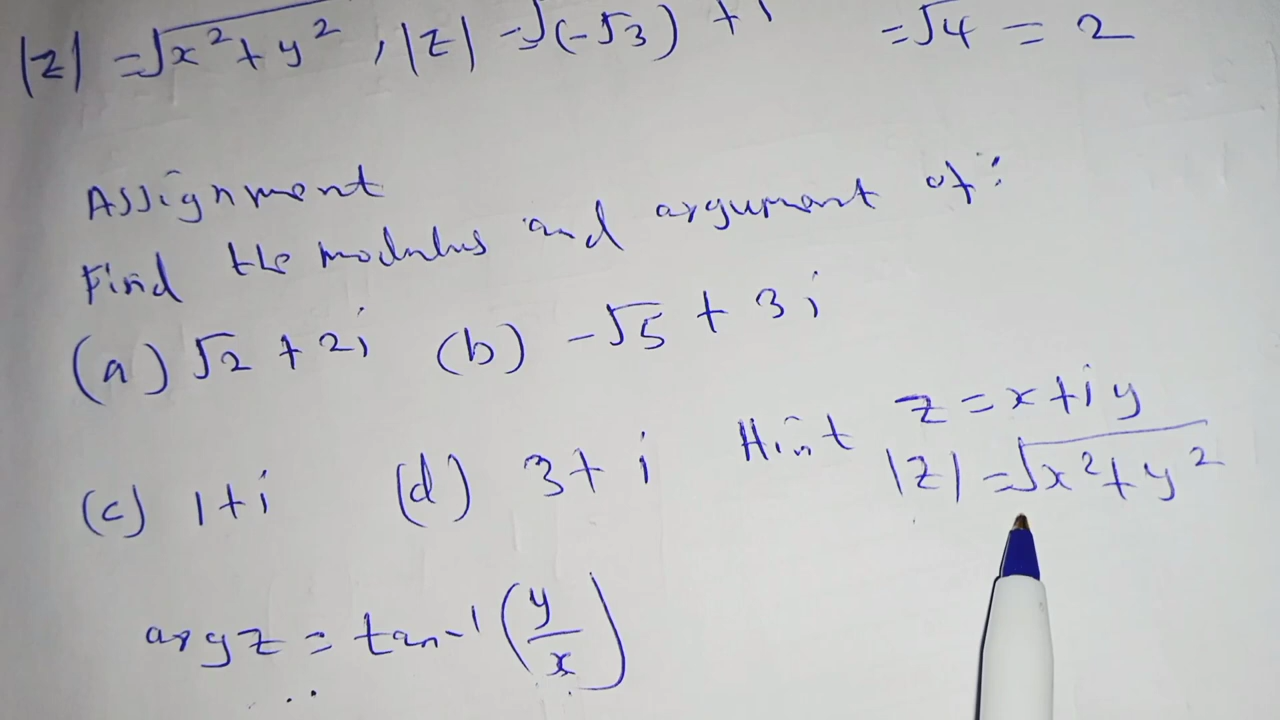 |z| = √x² + y² , |z| = √(-√3) + 1 = √4 = 2
Assignment
Find the modulus and argument of:
(a) √2 + 2i (b) -√5 + 3i
(c) 1+i (d) 3+ i Hint z = x+iy
|z| = √x²+y²
arg z = tan⁻¹ (y/x)